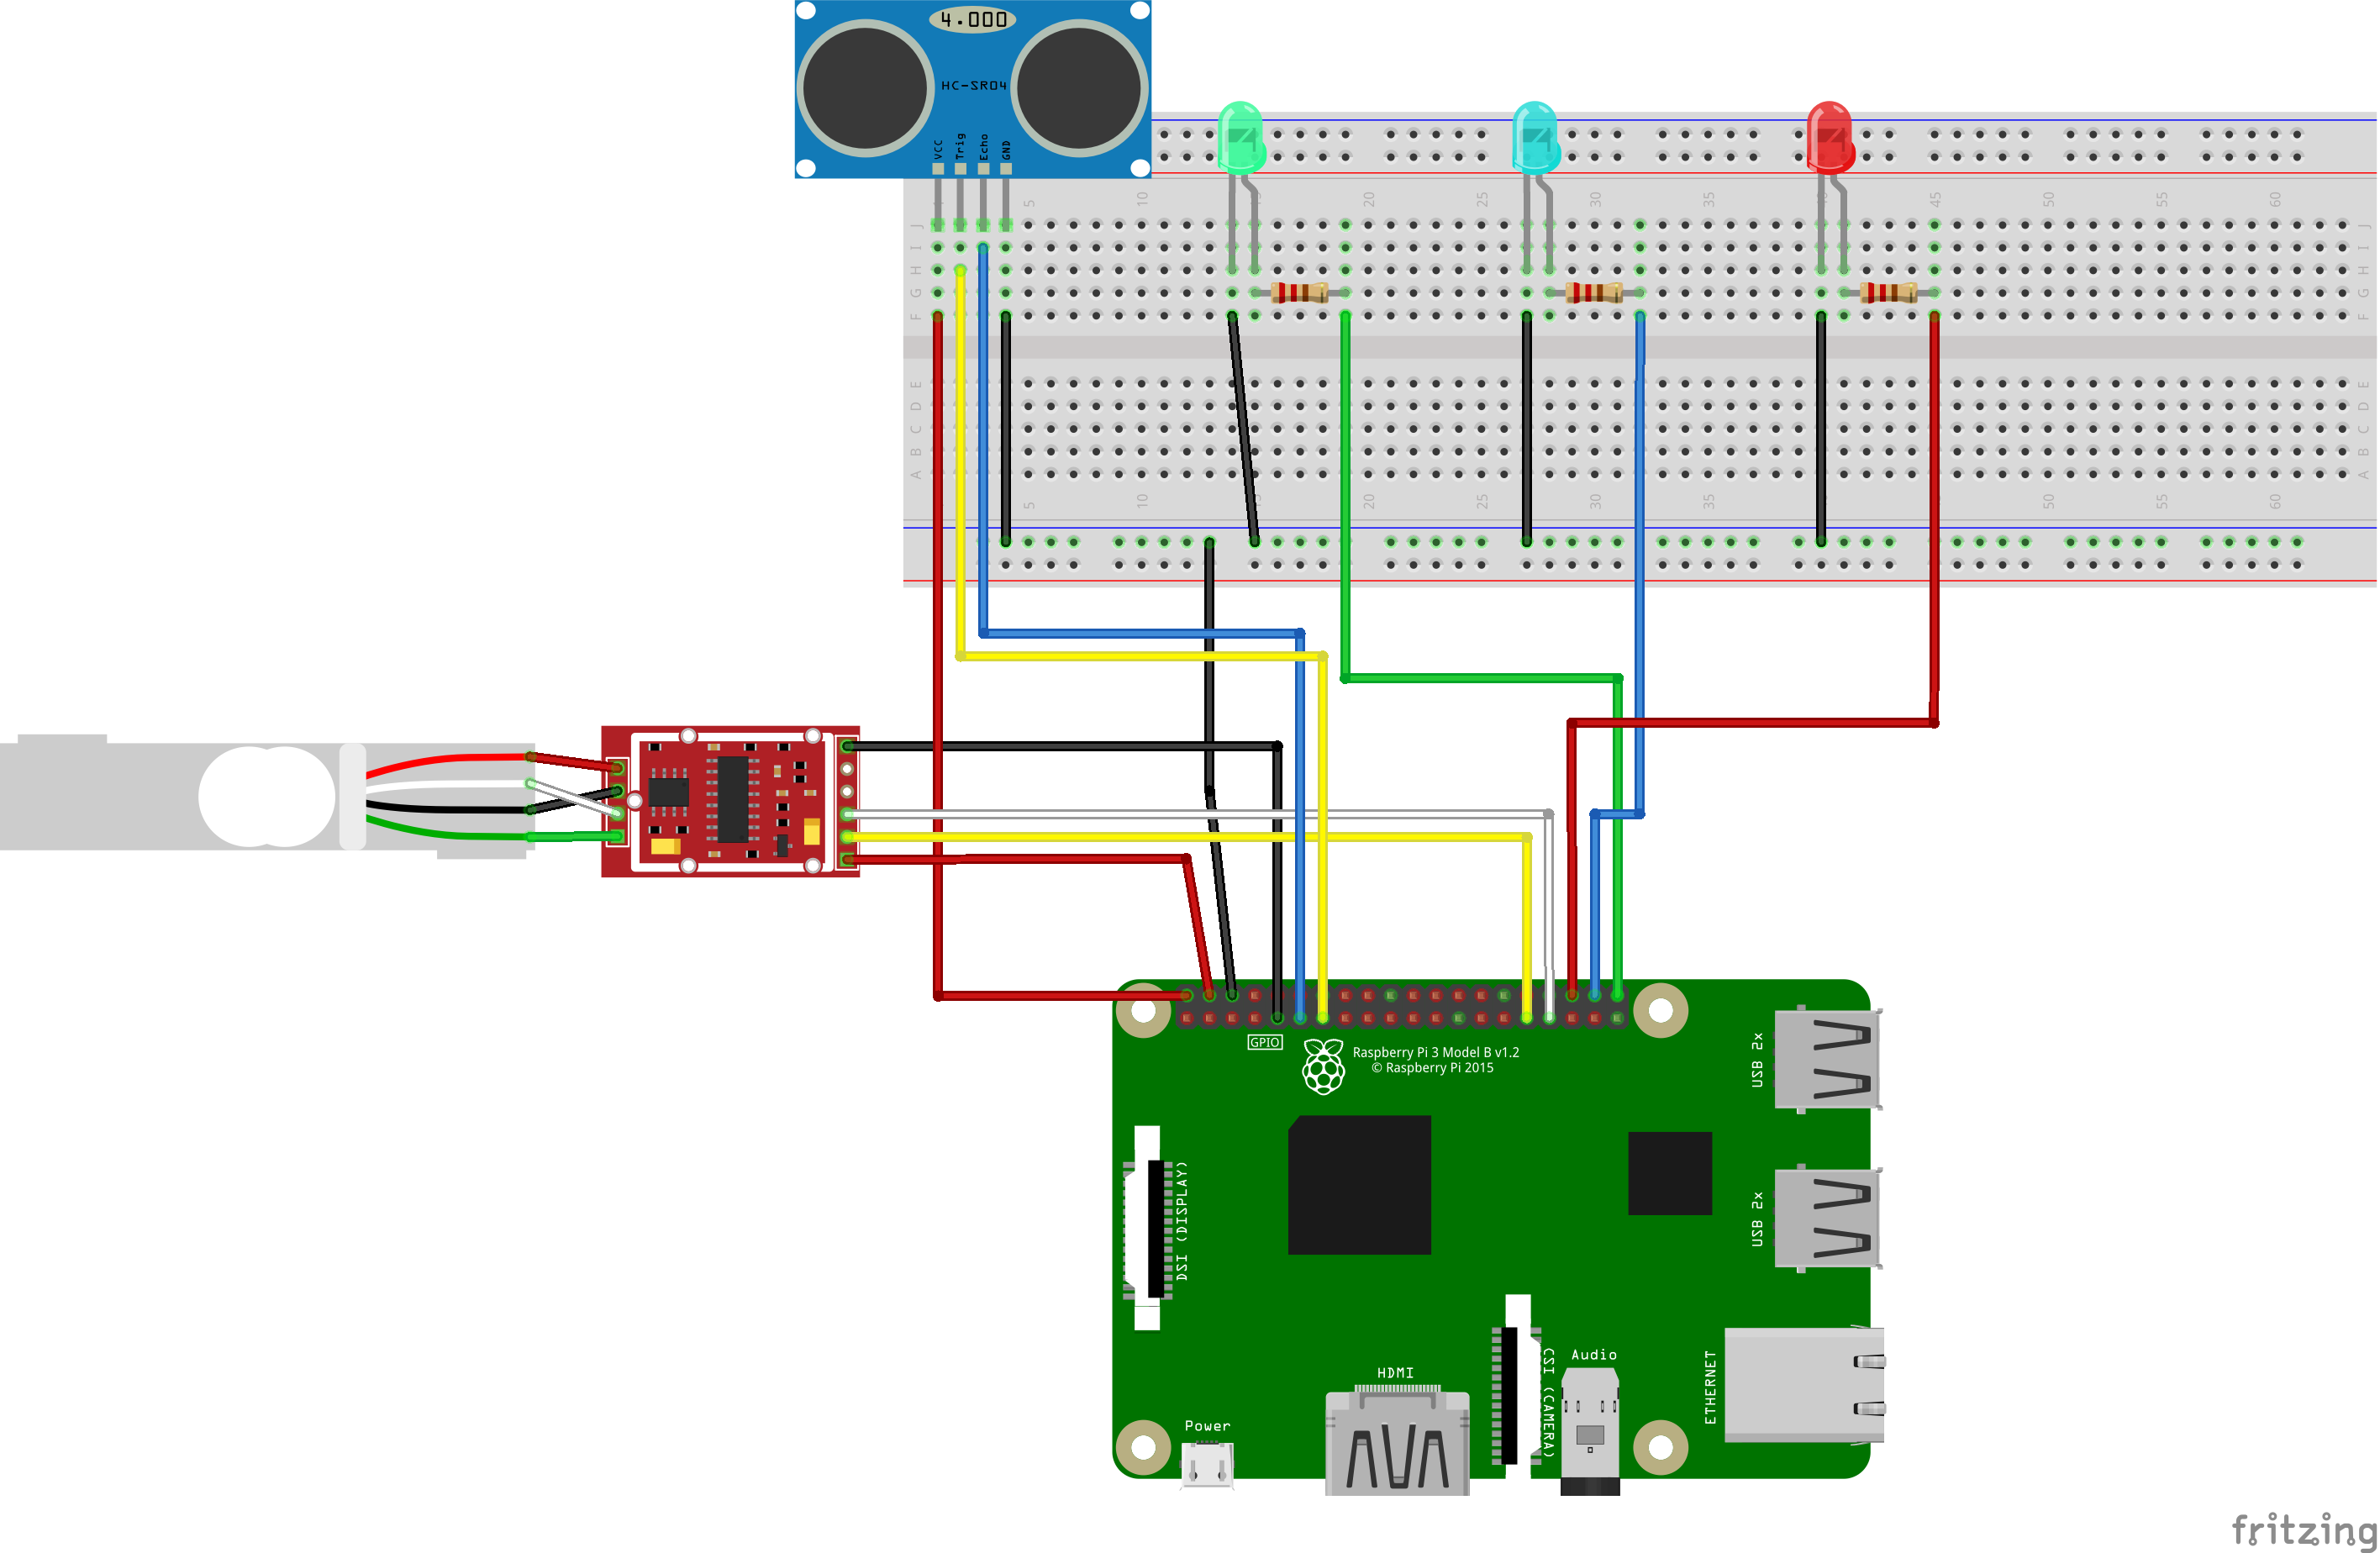 4.000
HC-SR04
VCC
Trig
Echo
GND
5
10
15
20
25
30
35
40
45
50
55
60
J
I
H
G
F
J
I
H
G
F
E
D
C
B
A
E
D
C
B
A
5
10
15
20
25
30
35
50
55
60
GPIO
Raspberry Pi 3 Model B v1.2
© Raspberry Pi 2015
USB 2x
USB 2x
DSI (DISPLAY)
CSI (CAMERA)
Audio
HDMI
ETHERNET
Power
fritzing